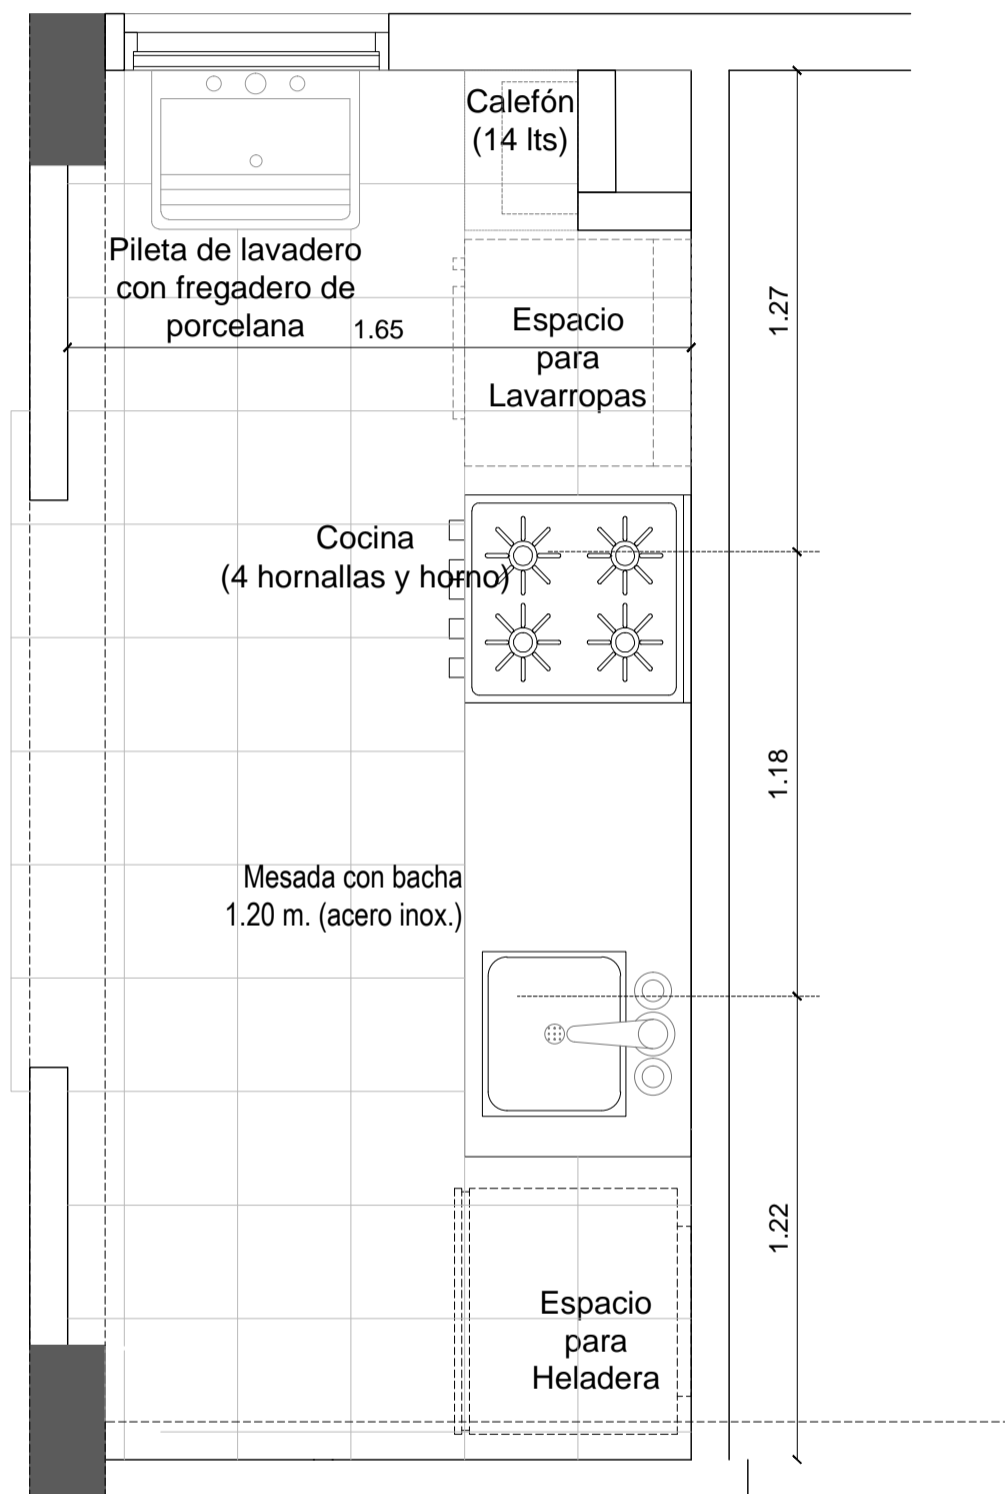 Calefón
(14 lts)
Pileta de lavadero
con fregadero de
porcelana
1.65
Espacio
para
Lavarropas
1.27
Cocina
(4 hornallas y horno)
1.18
Mesada con bacha
1.20 m. (acero inox.)
1.22
Espacio
para
Heladera